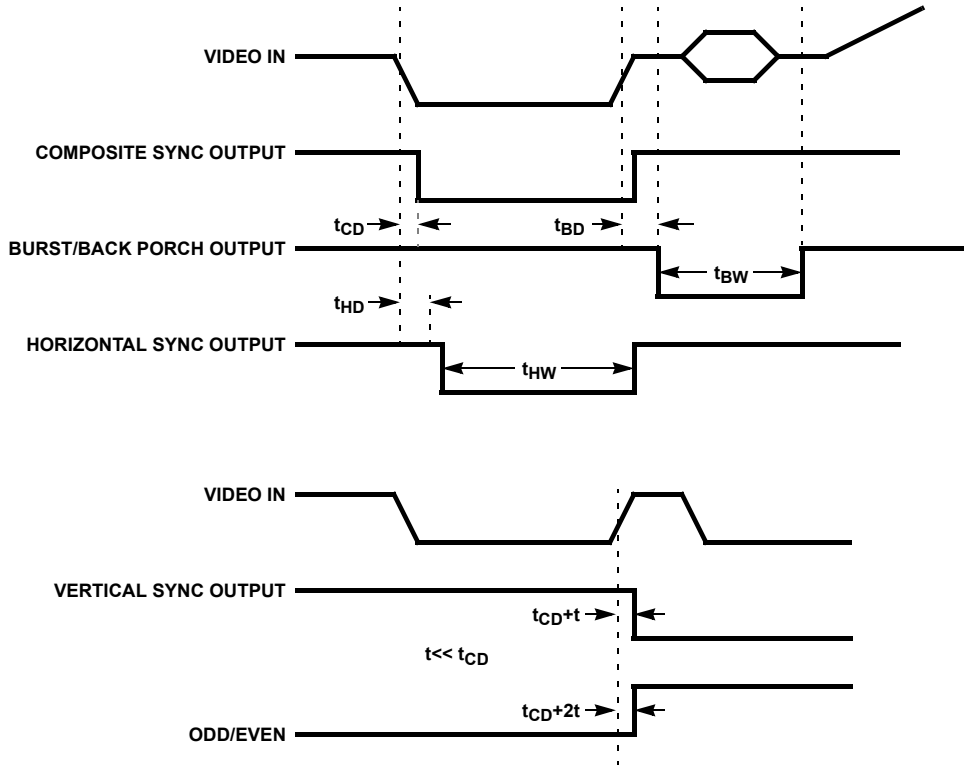 VIDEO IN
COMPOSITE SYNC OUTPUT
tCD
tBD
BURST/BACK PORCH OUTPUT
tBW
tHD
HORIZONTAL SYNC OUTPUT
tHW
VIDEO IN
VERTICAL SYNC OUTPUT
tCD+t
t<< tCD
tCD+2t
ODD/EVEN